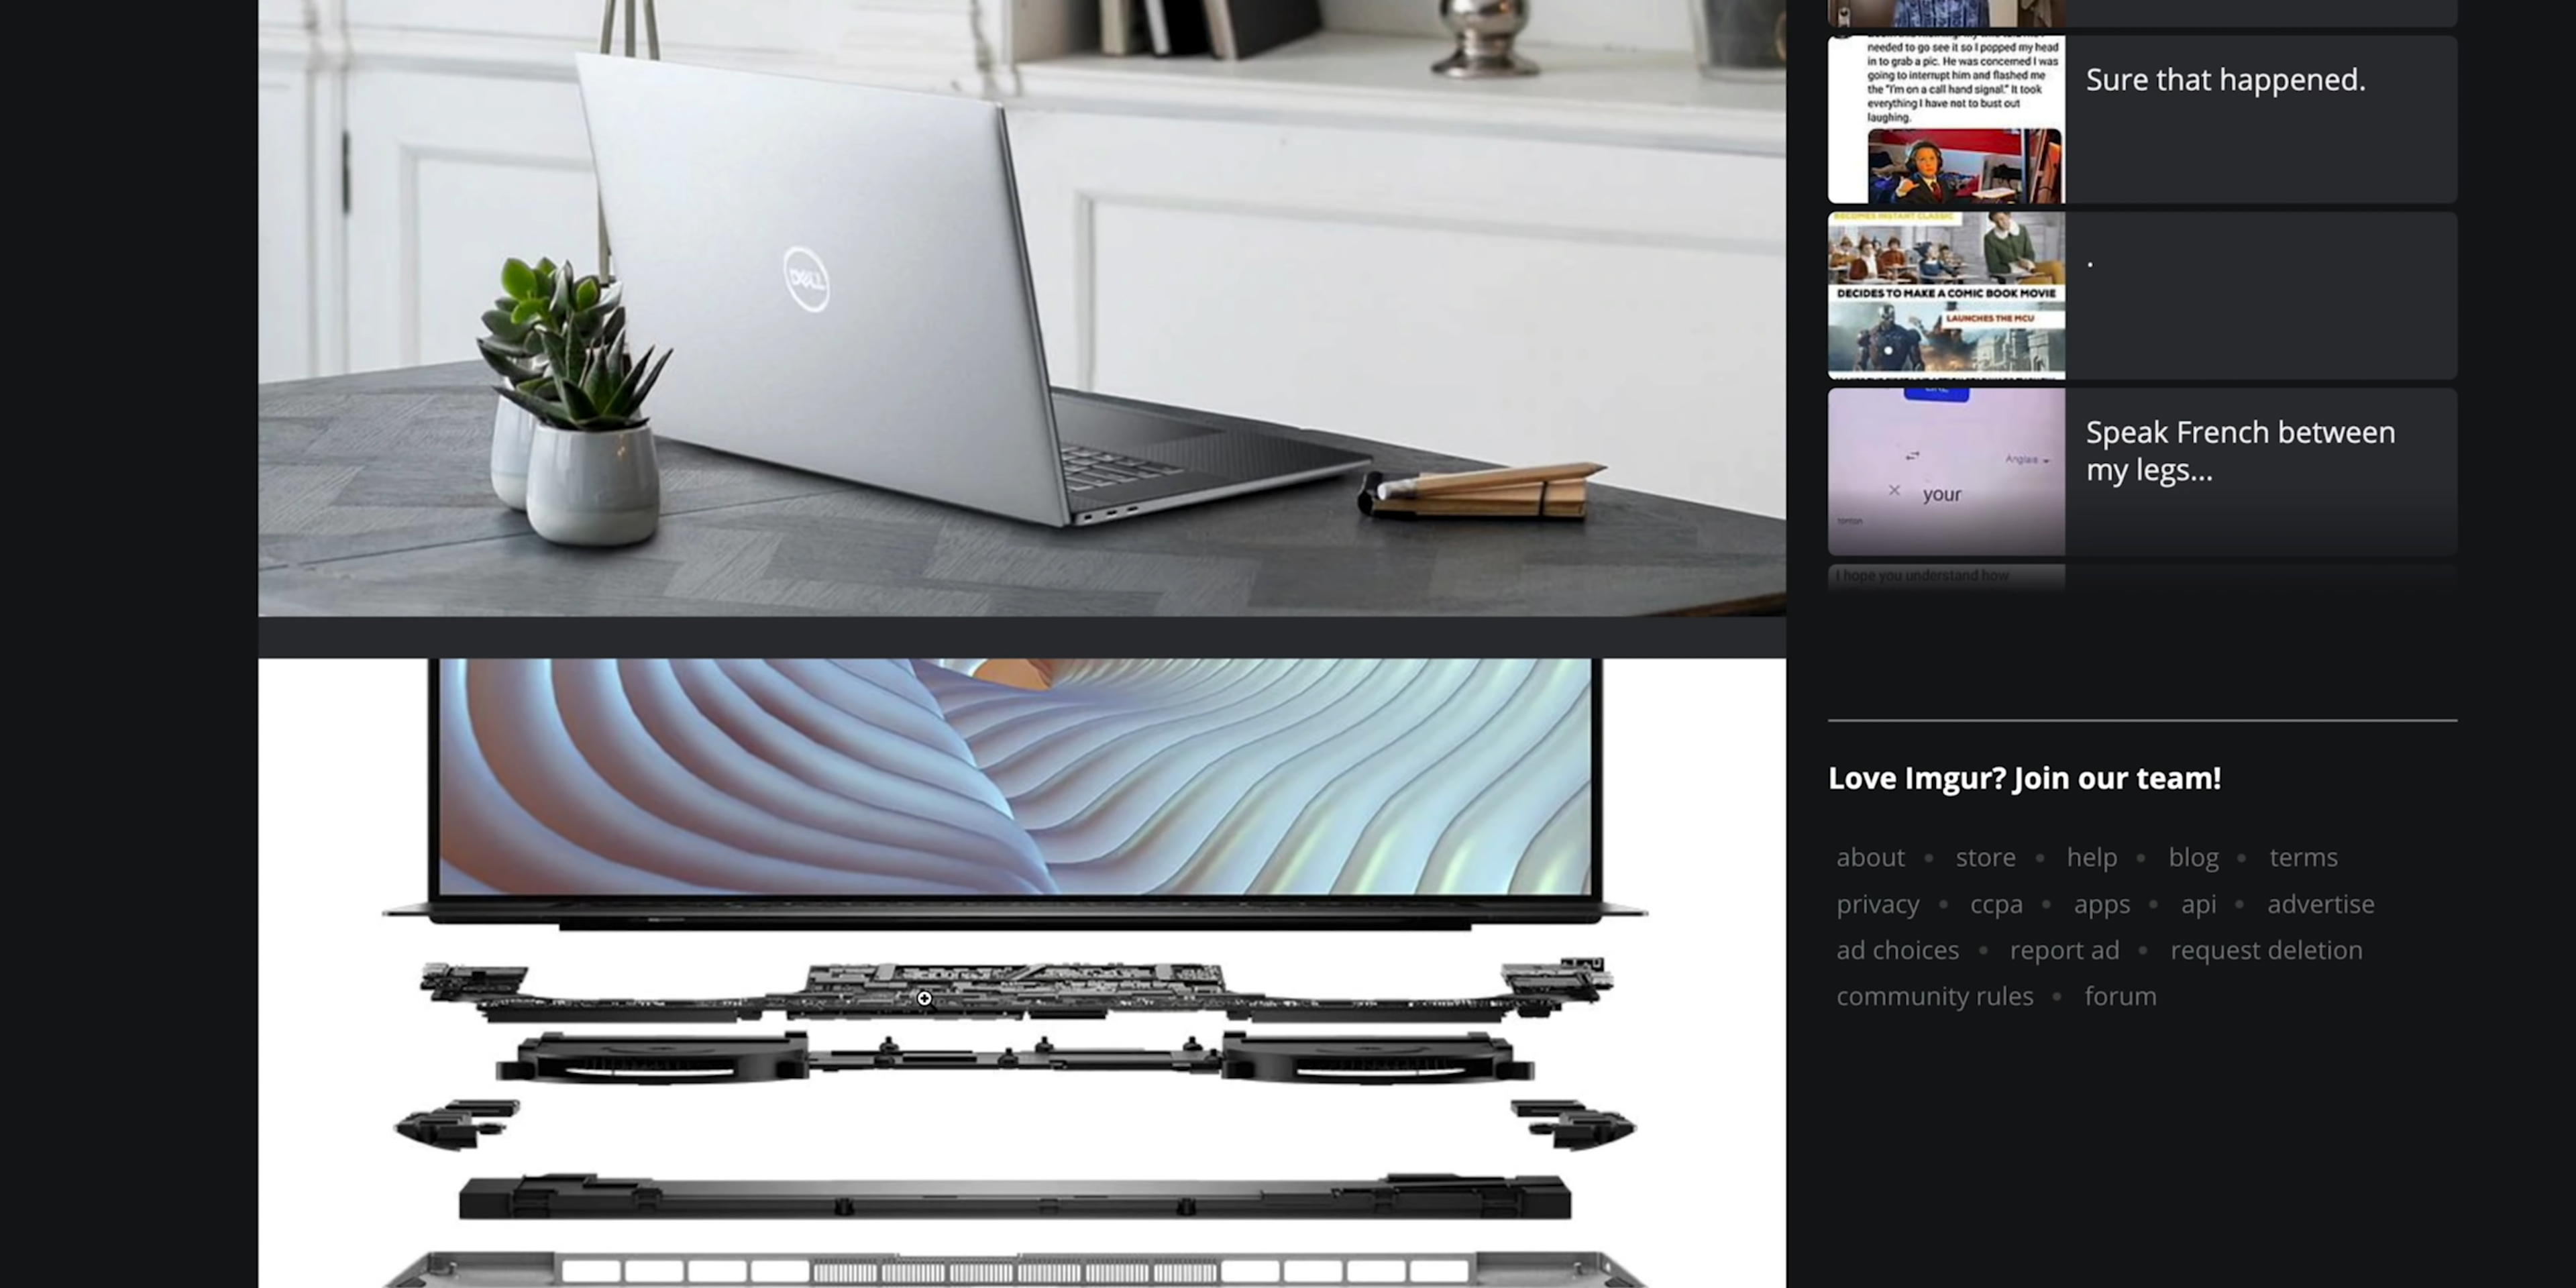 DELL
needed to go see it so I popped my head
in to grab a pic. He was concerned I was
going to interrupt him and flashed me
the "I'm on a call hand signal." It took
everything I have not to bust out
laughing.
Sure that happened.
BECOMES INSTANT CLASSIC
DECIDES TO MAKE A COMIC BOOK MOVIE
LAUNCHES THE MCU
.
Anglais
your
Speak French between
my legs...
I hope you understand how
Love Imgur? Join our team!
about • store • help • blog • terms
privacy • ccpa • apps • api • advertise
ad choices • report ad • request deletion
community rules • forum